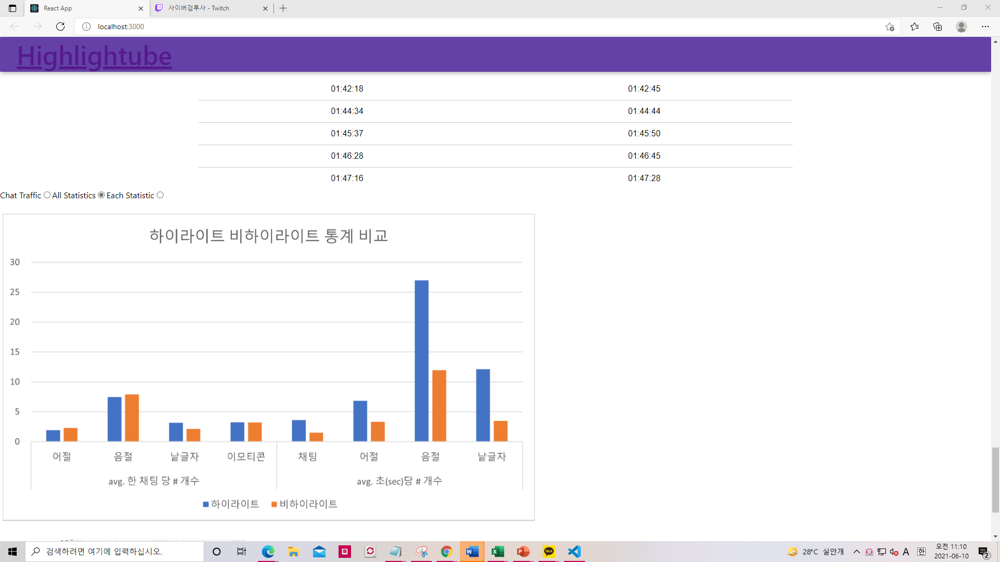 React App
사이버검투사 - Twitch
localhost:3000
Highlightube
01:42:18 01:42:45
01:44:34 01:44:44
01:45:37 01:45:50
01:46:28 01:46:45
01:47:16 01:47:28
Chat Traffic All Statistics Each Statistic
하이라이트 비하이라이트 통계 비교
30
25
20
15
10
5
0
어절 음절 낱글자 이모티콘 채팅 어절 음절 낱글자
avg. 한 채팅 당 # 개수 avg. 초(sec)당 # 개수
하이라이트 비하이라이트
검색하려면 여기에 입력하십시오.
TALK
28°C 실안개
A
한
오전 11:10
2021-06-10
2